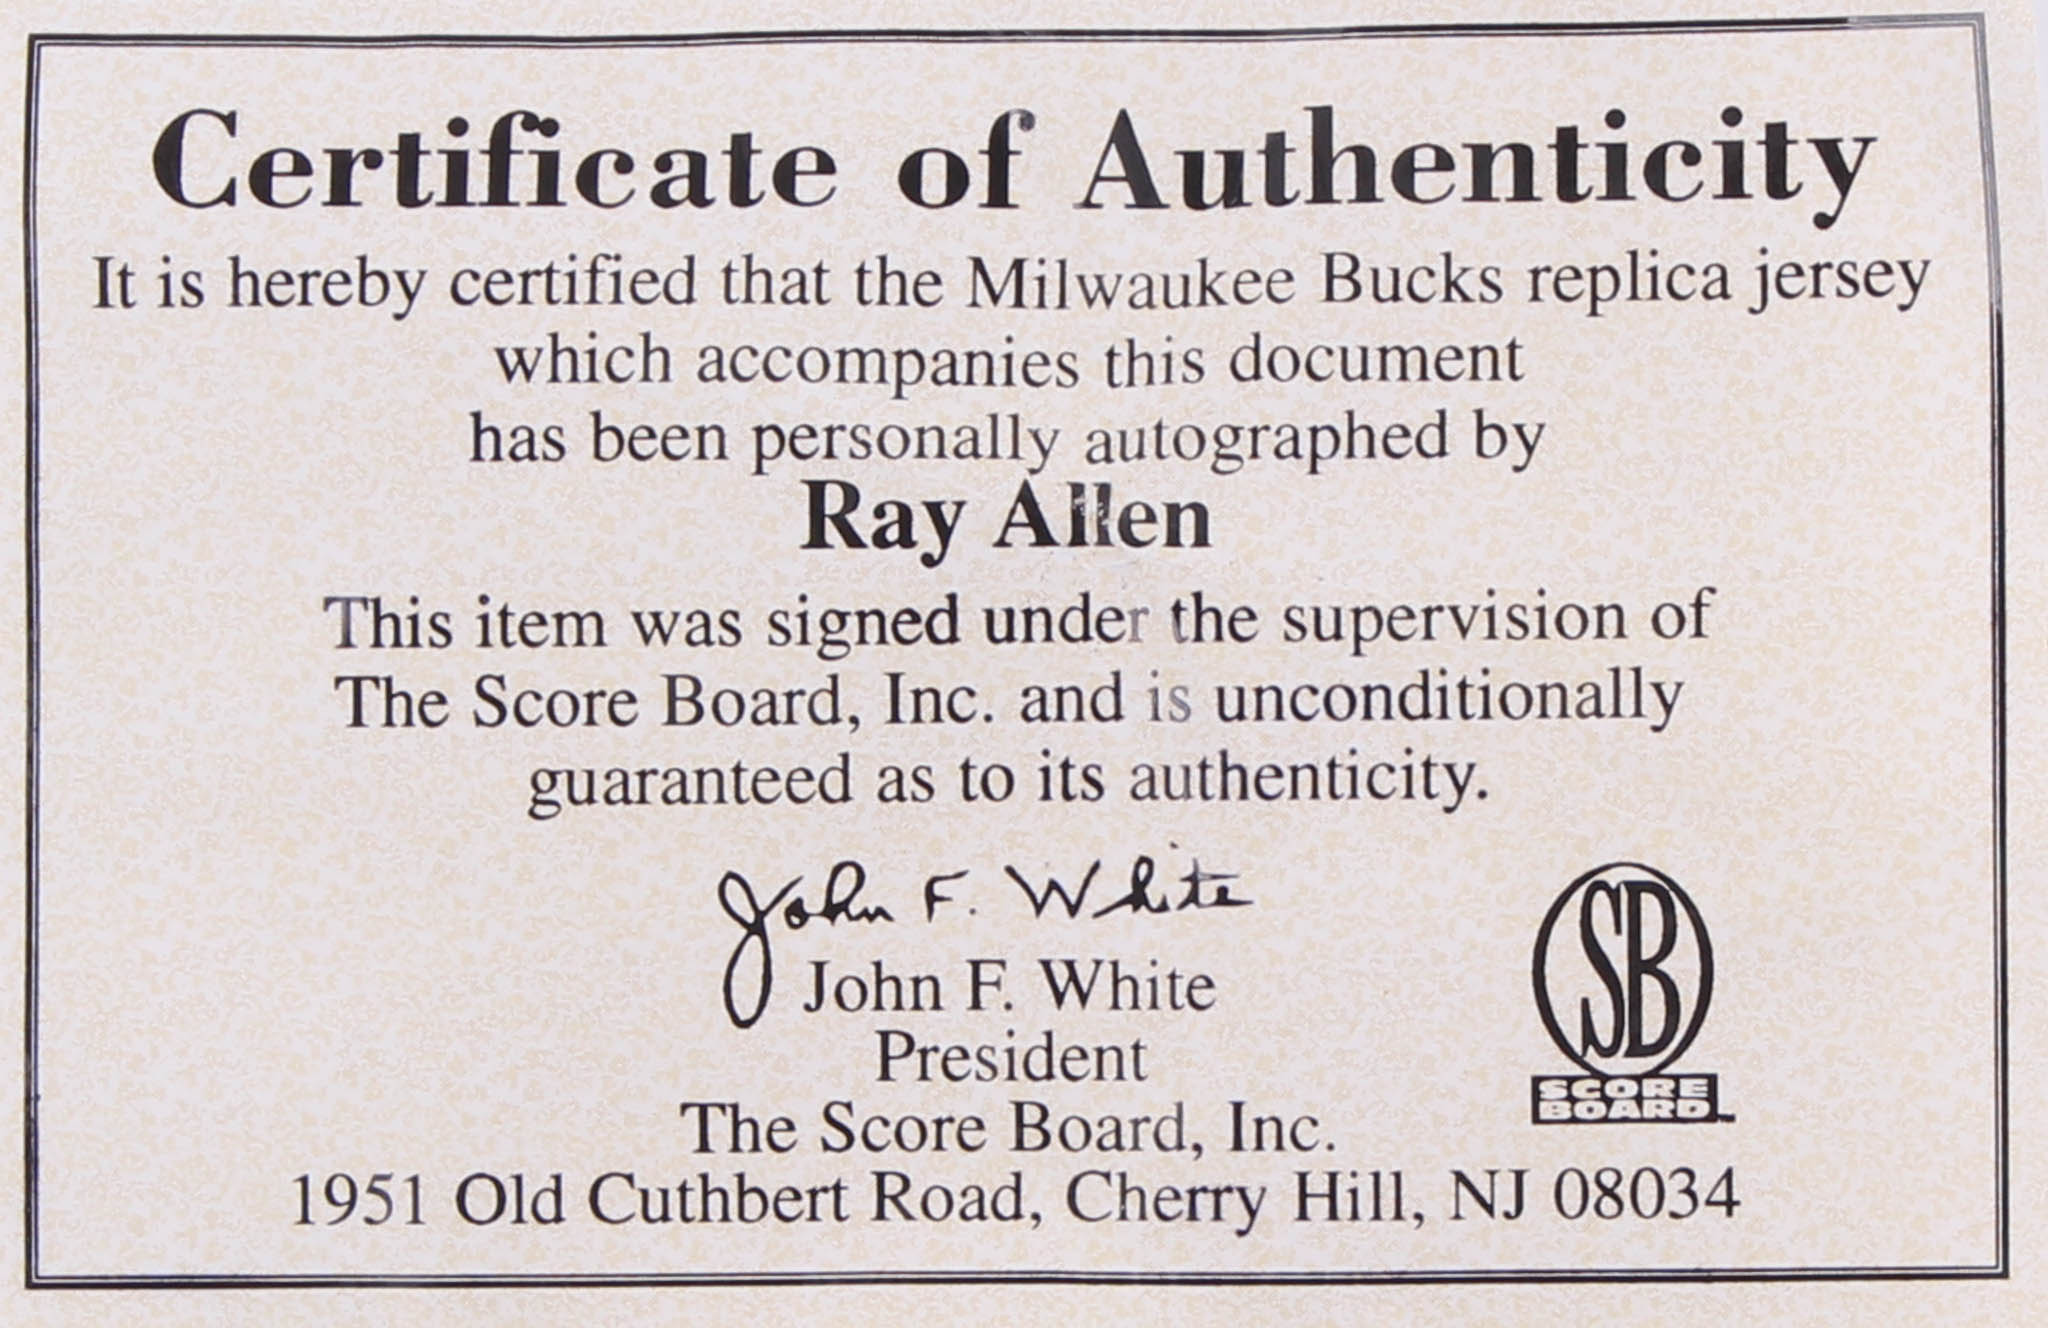 Certificate of Authenticity
It is hereby certified that the Milwaukee Bucks replica jersey
which accompanies this document
has been personally autographed by
Ray Allen
This item was signed under the supervision of
The Score Board, Inc. and is unconditionally
guaranteed as to its authenticity.
John F. White
John F. White
President
The Score Board, Inc.
1951 Old Cuthbert Road, Cherry Hill, NJ 08034
SB
SCORE
BOARD